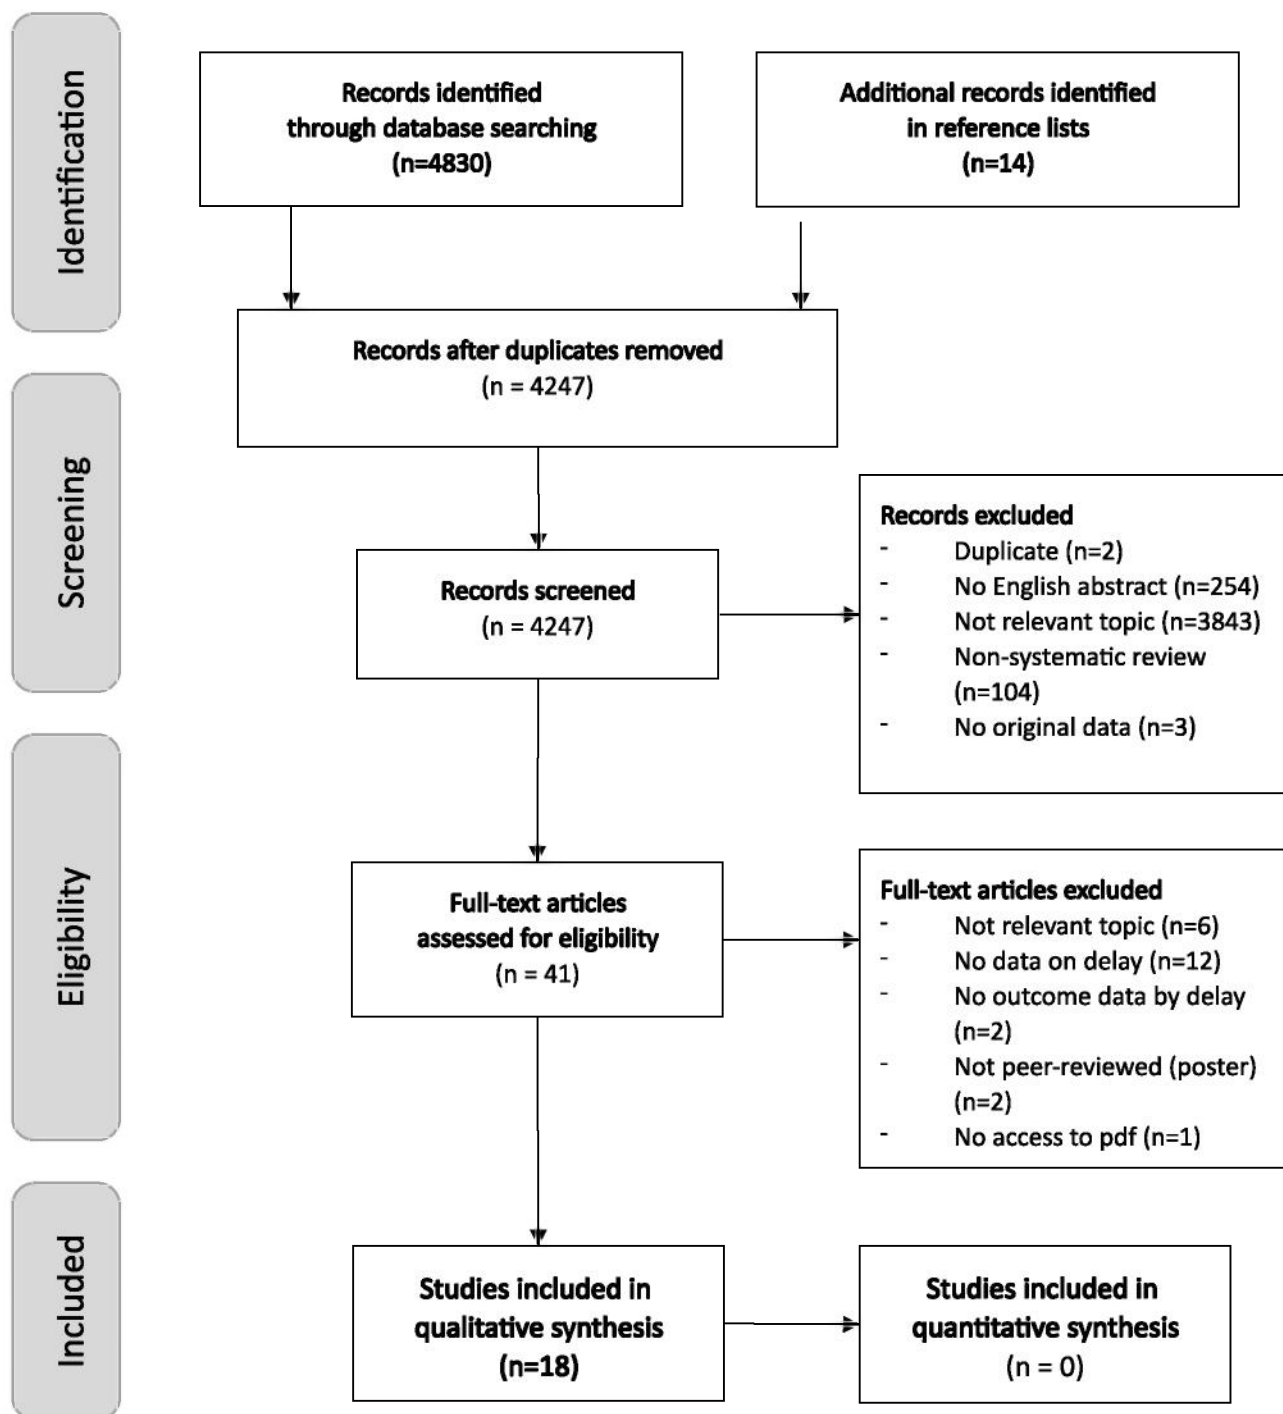 Identification
Records identified
through database searching
(n=4830)
Additional records identified
in reference lists
(n=14)
Records after duplicates removed
(n = 4247)
Screening
Records screened
(n = 4247)
Records excluded
- Duplicate (n=2)
- No English abstract (n=254)
- Not relevant topic (n=3843)
- Non-systematic review
(n=104)
- No original data (n=3)
Eligibility
Full-text articles
assessed for eligibility
(n = 41)
Full-text articles excluded
- Not relevant topic (n=6)
- No data on delay (n=12)
- No outcome data by delay
(n=2)
- Not peer-reviewed (poster)
(n=2)
- No access to pdf (n=1)
Included
Studies included in
qualitative synthesis
(n=18)
Studies included in
quantitative synthesis
(n = 0)